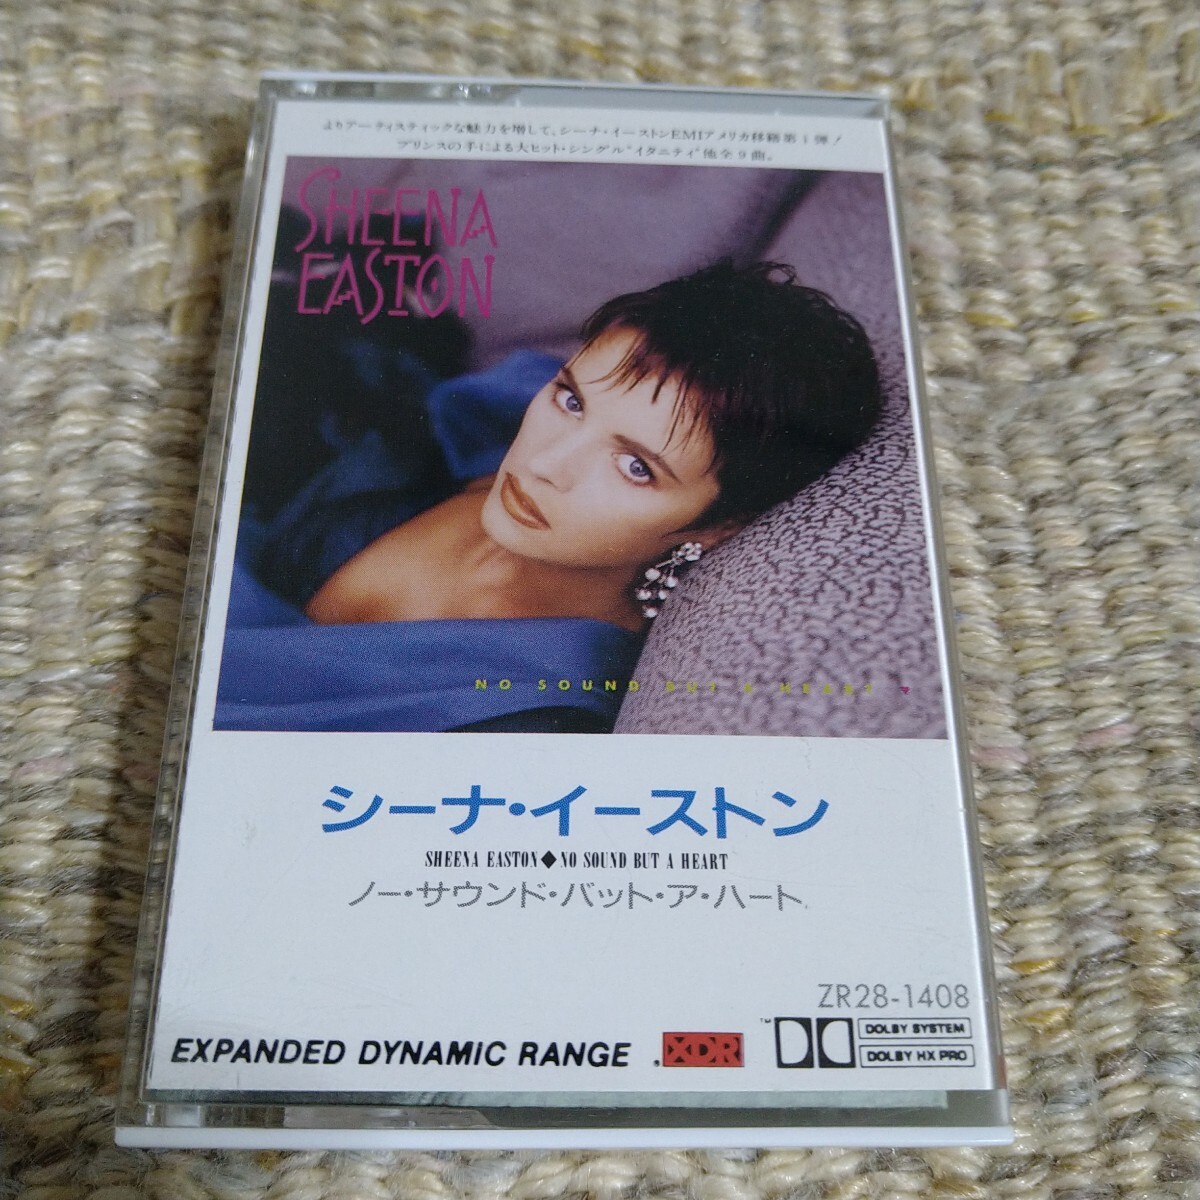 よりアーティスティックな魅力を増して、シーナ・イーストンEMIアメリカ移籍第1弾!
プリンスの手による大ヒット・シングル"イタニティ"他全9曲。
SHEENA
EASTON
NO SOUND BUT A HEART
シーナ・イーストン
SHEENA EASTON◆NO SOUND BUT A HEART
ノー・サウンド・バット・ア・ハート
ZR28-1408
EXPANDED DYNAMIC RANGE XDR
™ DOLBY SYSTEM
DOLBY HX PRO